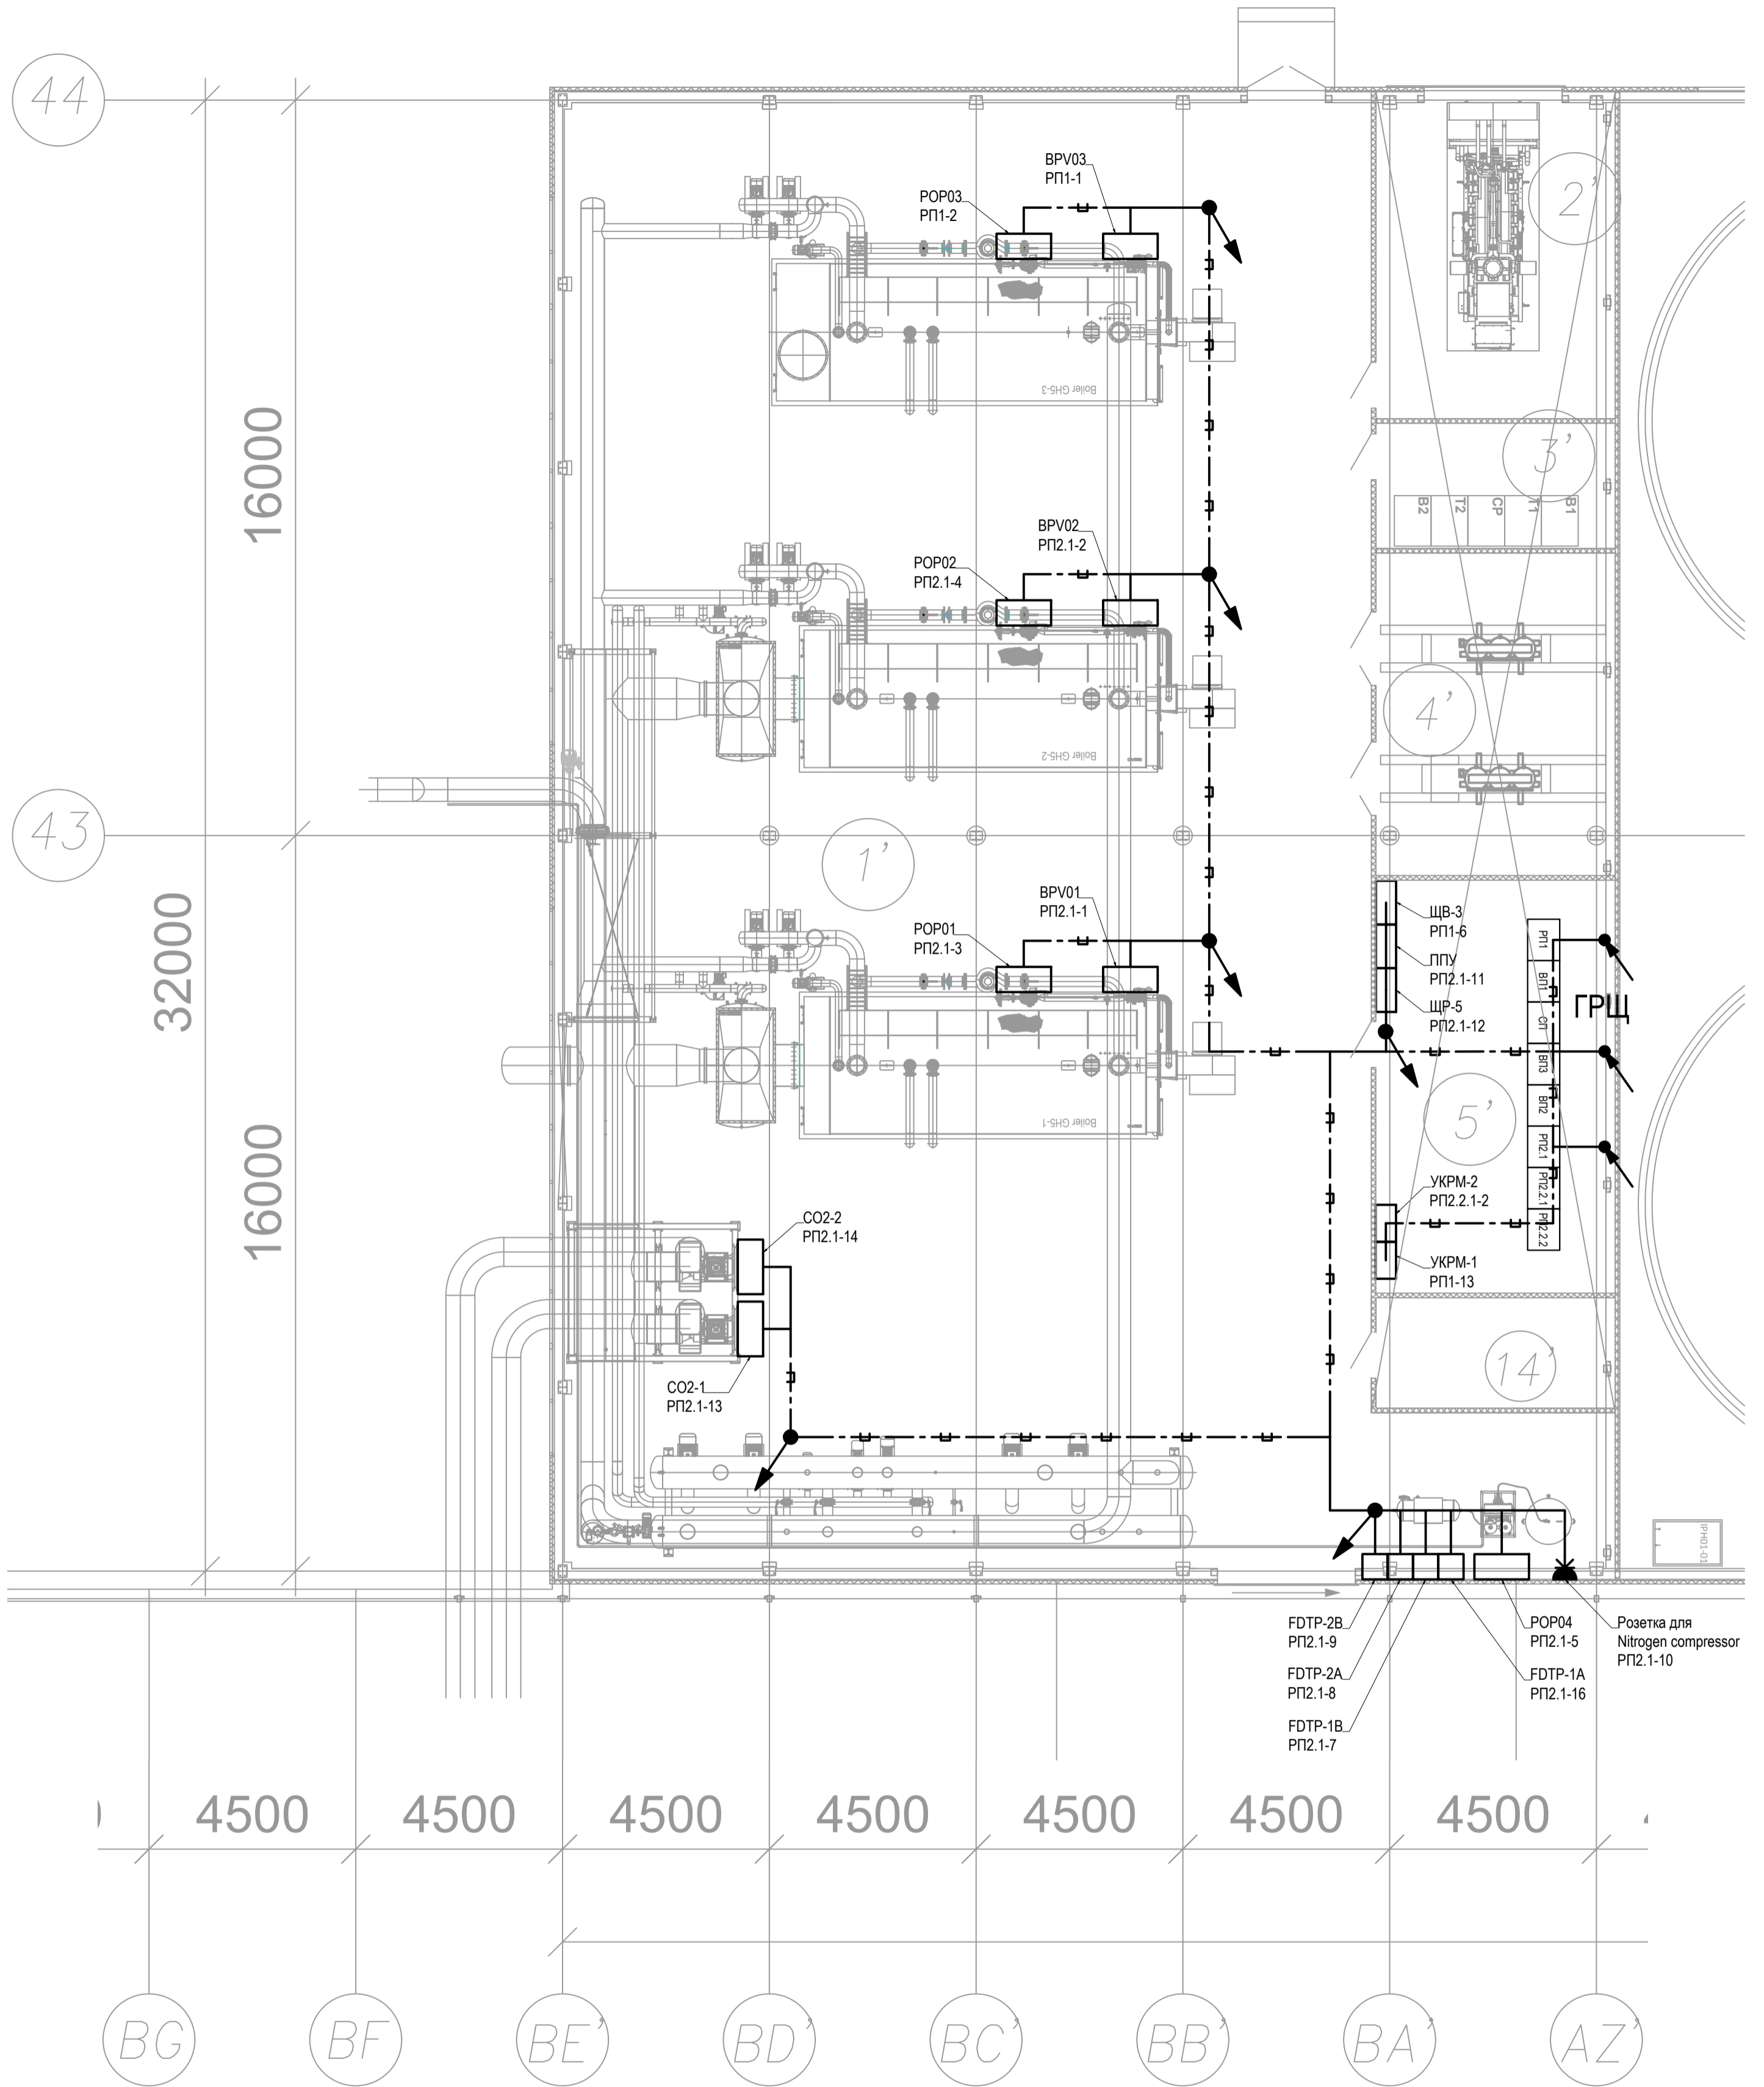 44
2'
BPV03
РП1-1
POP03
РП1-2
Boiler GH5-3
16000
3'
B2
T2
CP
T1
B1
BPV02
РП2.1-2
POP02
РП2.1-4
Boiler GH5-2
4'
43
1'
32000
BPV01
РП2.1-1
POP01
РП2.1-3
Boiler GH5-1
ЩВ-3
РП1-6
ППУ
РП2.1-11
ЩР-5
РП2.1-12
РП1
ВП1
СП
ВП3
ВП2
РП2.1
РП2.2.1
РП2.2.2
ГРЩ
5'
16000
УКРМ-2
РП2.2.1-2
УКРМ-1
РП1-13
CO2-2
РП2.1-14
CO2-1
РП2.1-13
14'
IPH01-01
FDTP-2B
РП2.1-9
FDTP-2A
РП2.1-8
FDTP-1B
РП2.1-7
POP04
РП2.1-5
FDTP-1A
РП2.1-16
Розетка для
Nitrogen compressor
РП2.1-10
4500 4500 4500 4500 4500 4500 4500
BG BF BE' BD' BC' BB' BA' AZ'